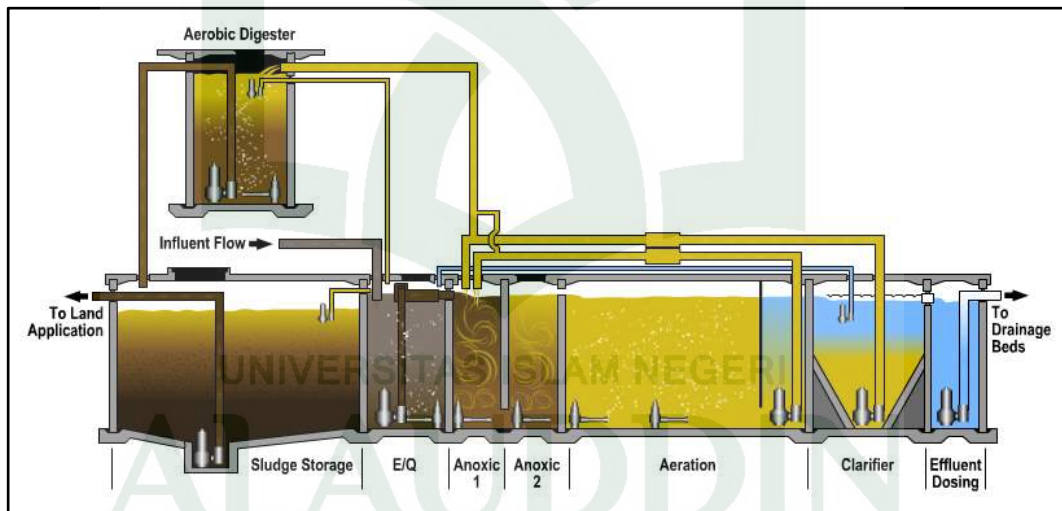 Aerobic Digester
Influent Flow
To Land
Application
To
Drainage
Beds
UNIVERSITAS ISLAM NEGERI
Sludge Storage
E/Q
Anoxic
1
Anoxic
2
Aeration
Clarifier
Effluent
Dosing
ALAUDDIN